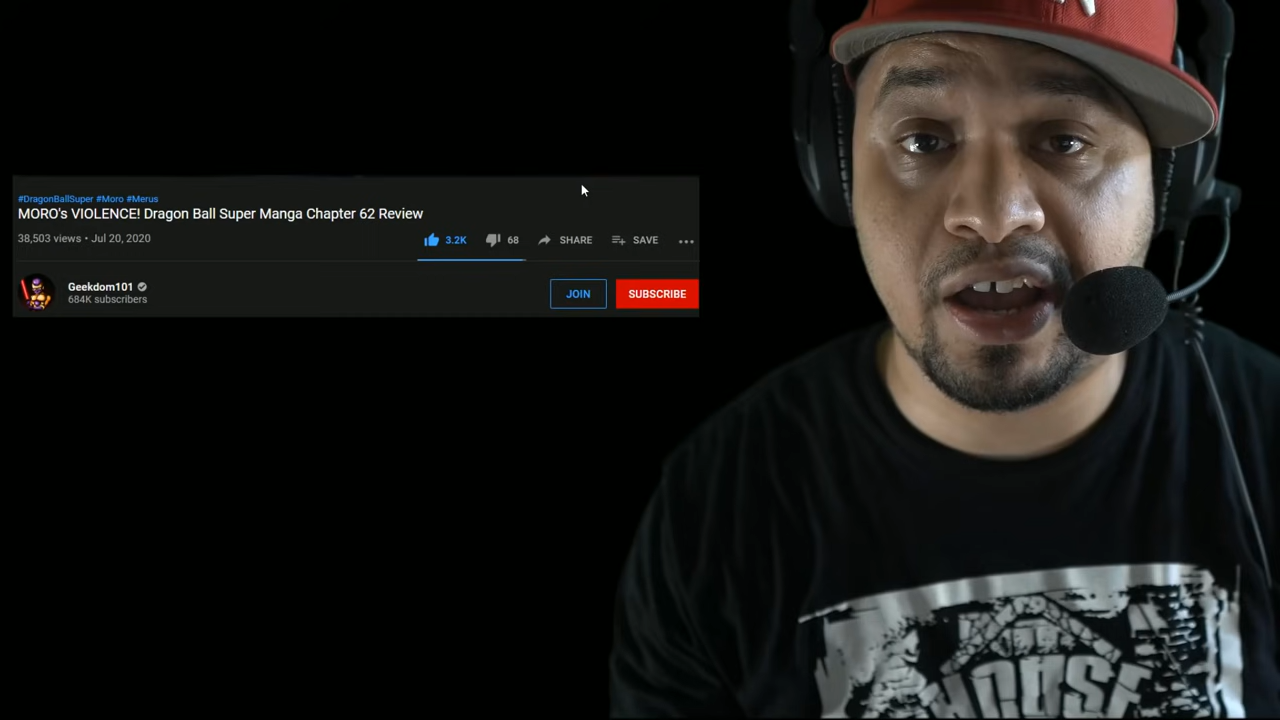 #DragonBallSuper #Moro #Merus
MORO's VIOLENCE! Dragon Ball Super Manga Chapter 62 Review
38,503 views • Jul 20, 2020
3.2K 68 SHARE SAVE
Geekdom101
684K subscribers
JOIN SUBSCRIBE